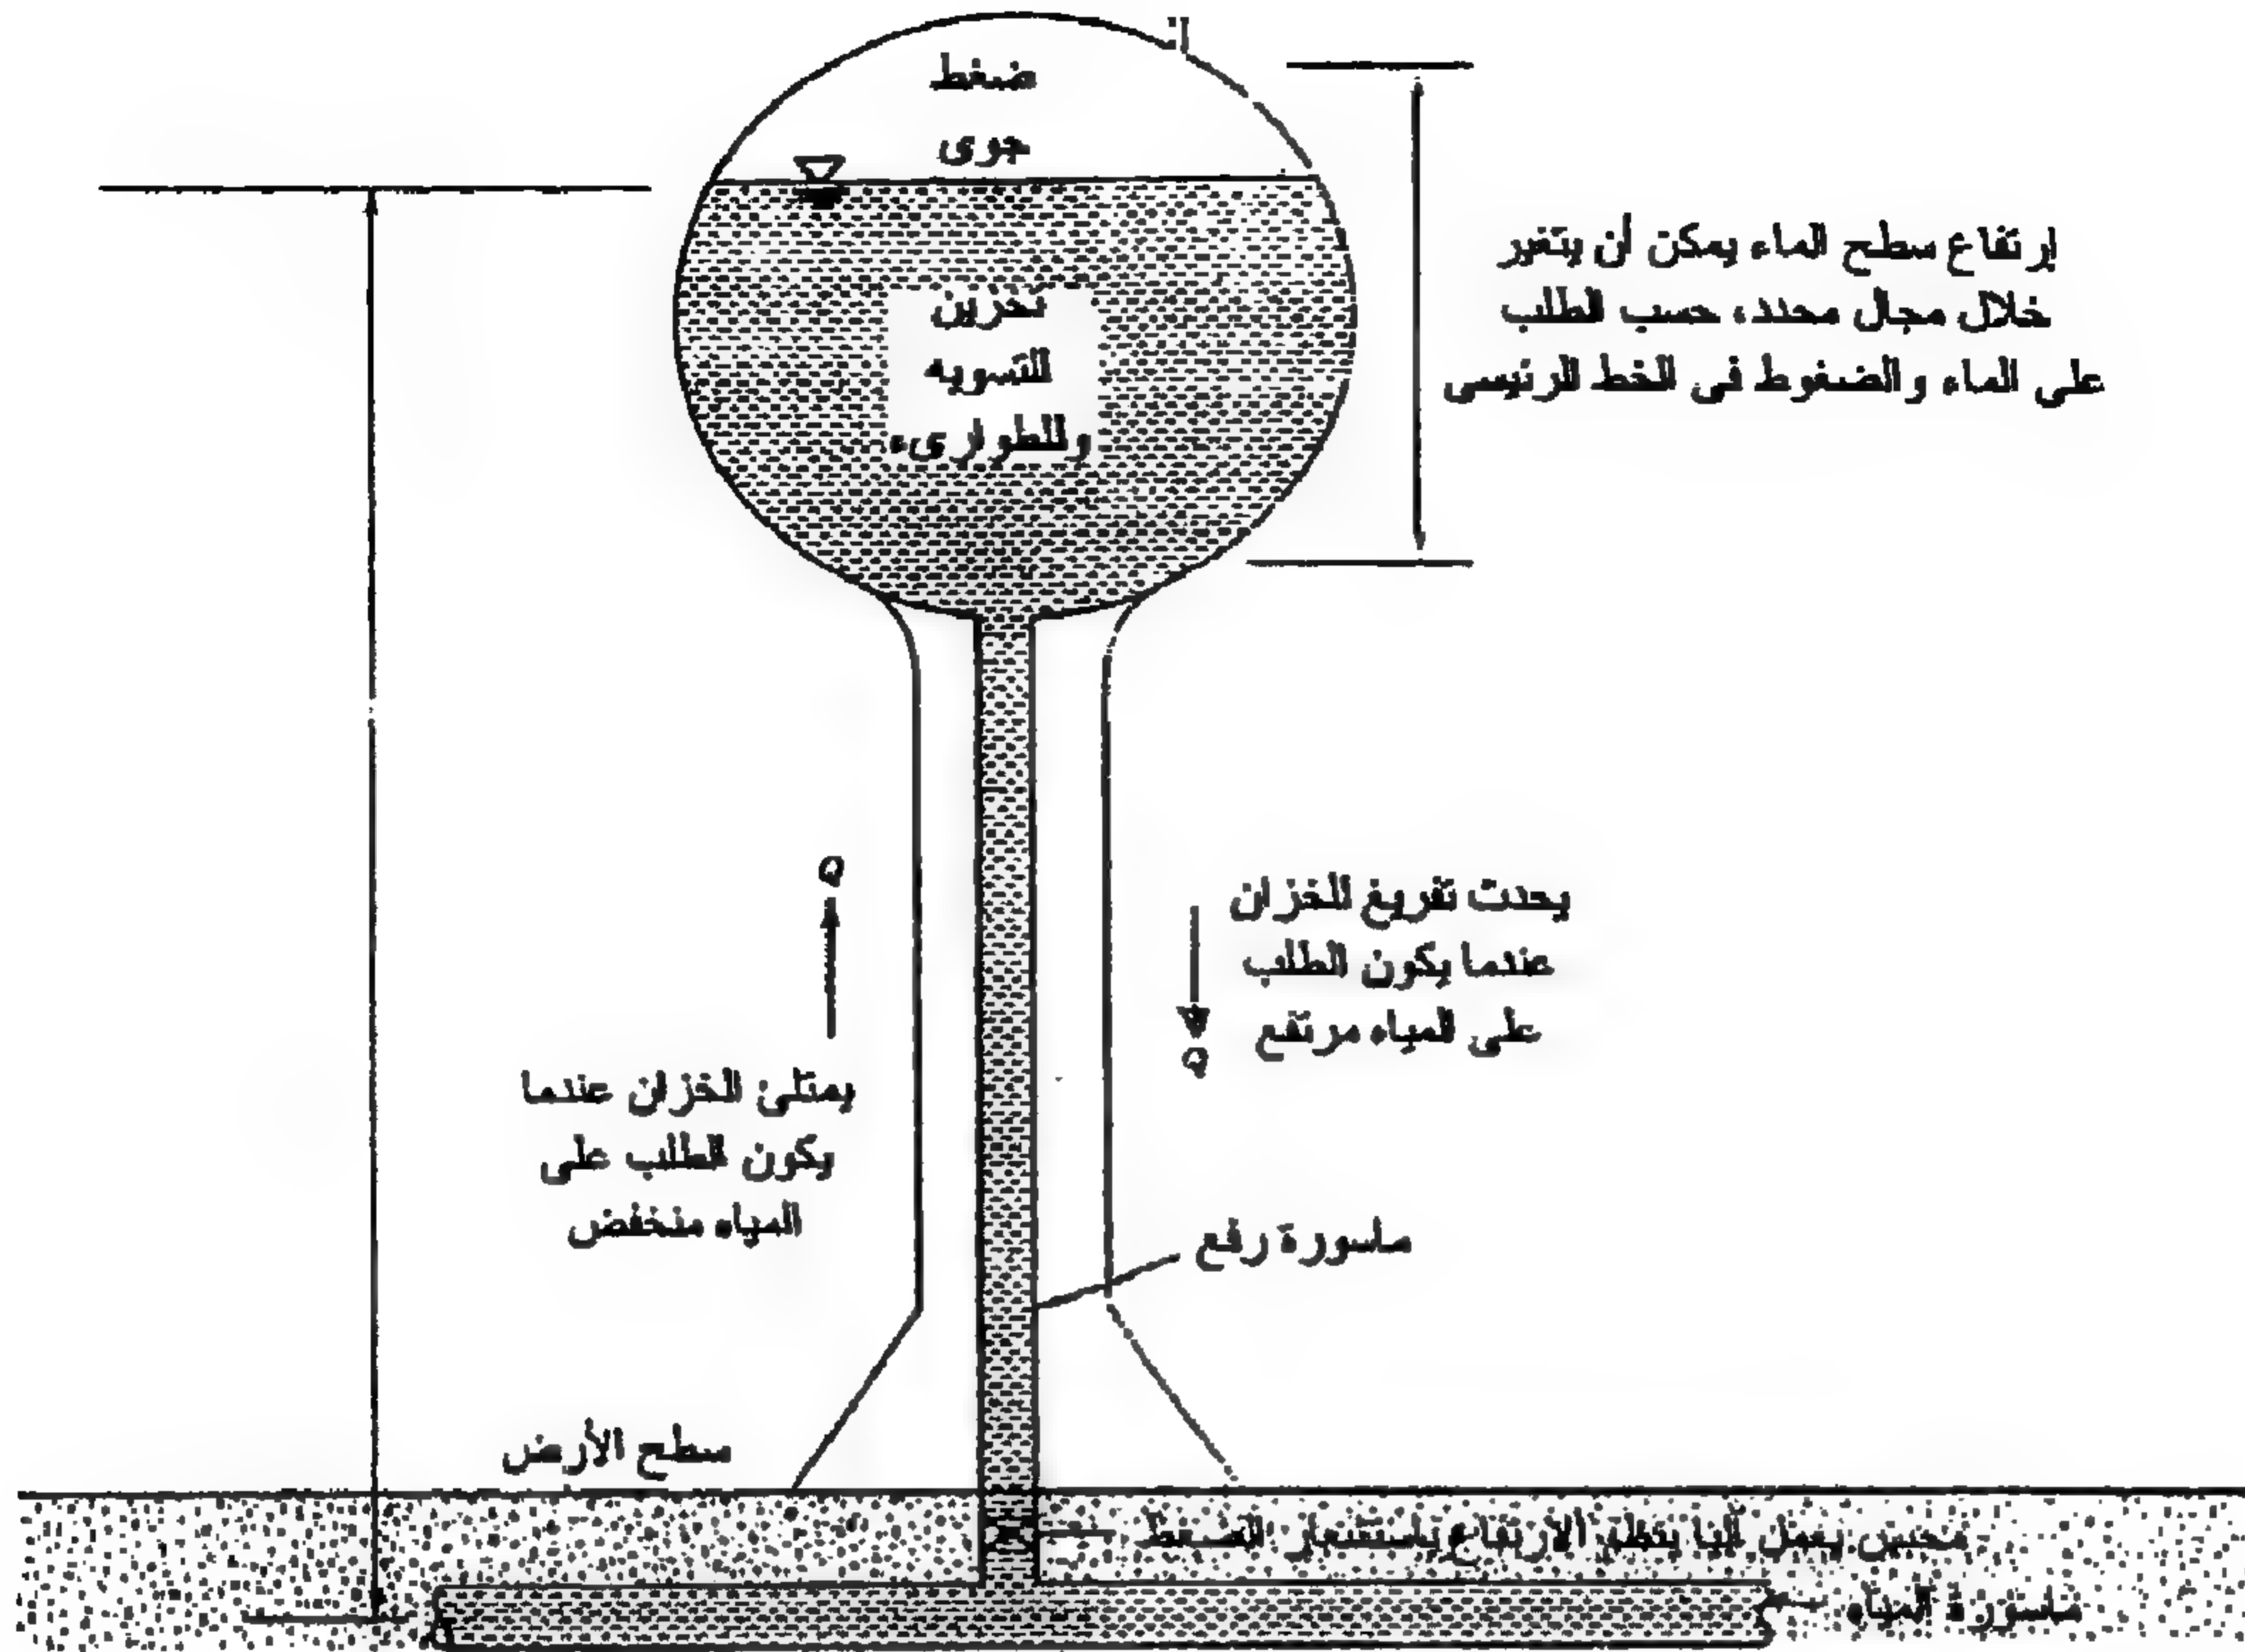 ضغط
جوى
إرتفاع سطح الماء يمكن أن يتغير
خلال مجال محدد، حسب الطلب
على الماء والضغوط فى الخط الرئيسى
تخزين
للتسويه
وللطوارىء
Q
يحدث تفريغ للخزان
عندما يكون الطلب
على المياه مرتفع
Q
يمتلئ الخزان عندما
يكون الطلب على
المياه منخفض
ماسورة رفع
سطح الأرض
محبس يعمل آليا بنظم الارتفاع باستشعار الضغط
ماسورة المياه